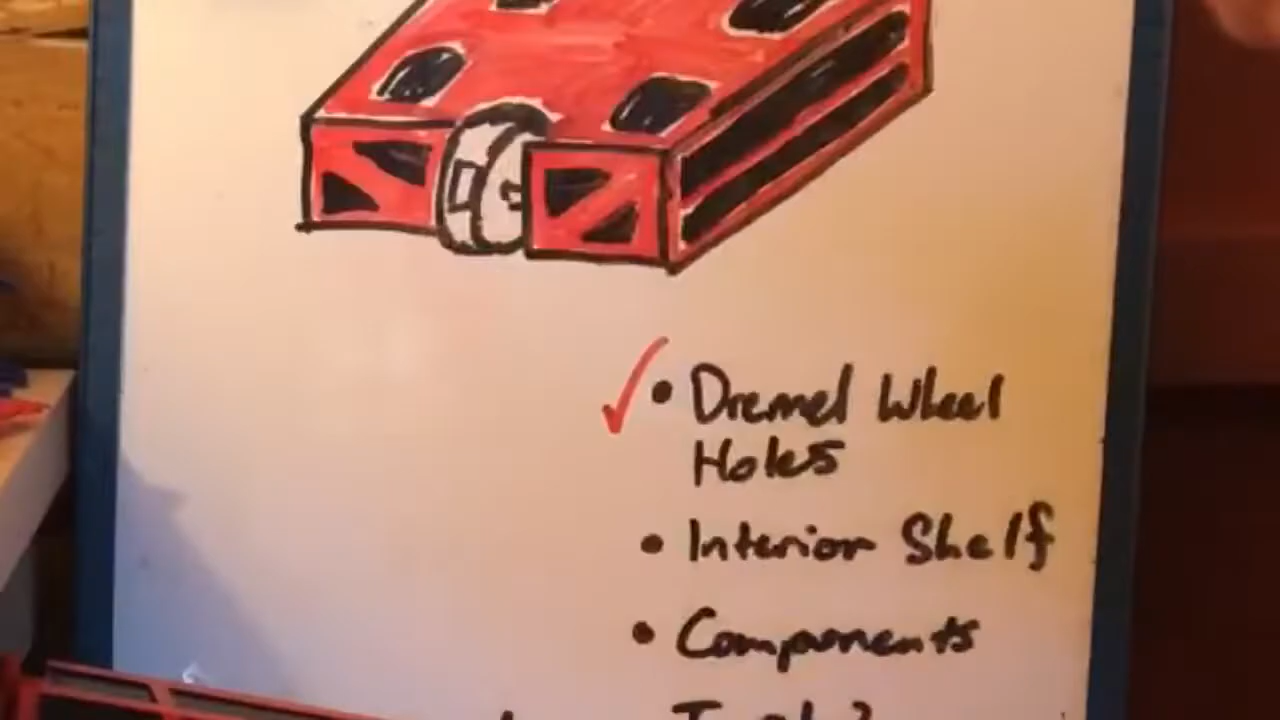 • Dremel Wheel
Holes
• Interior Shelf
• Components